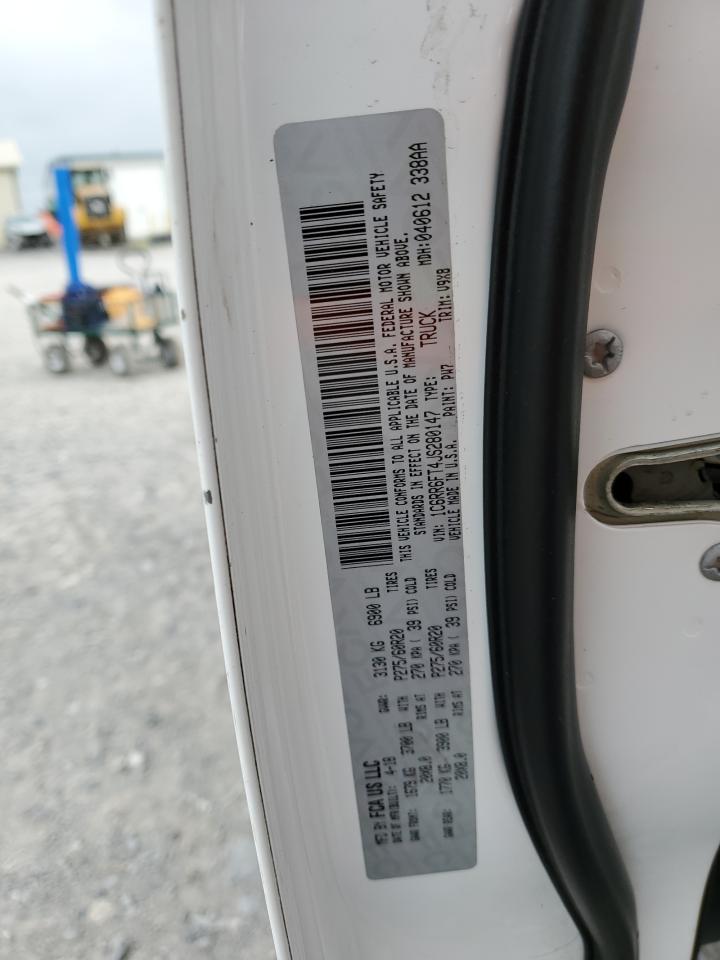 MFD BY: FCA US LLC
DATE OF MFR(BUILT): 4-18 GVWR: 3130 KG 6900 LB
GAWR FRONT: 1679 KG 3700 LB WITH P275/60R20 TIRES
20X8.0 RIMS AT 270 KPA ( 39 PSI) COLD
GAWR REAR: 1770 KG 3900 LB WITH P275/60R20 TIRES
20X8.0 RIMS AT 270 KPA ( 39 PSI) COLD
THIS VEHICLE CONFORMS TO ALL APPLICABLE U.S.A. FEDERAL MOTOR VEHICLE SAFETY
STANDARDS IN EFFECT ON THE DATE OF MANUFACTURE SHOWN ABOVE.
VIN: 1C6RR6FT4JS280147 TYPE: TRUCK MDH: 040612 338AA
VEHICLE MADE IN U.S.A. PAINT: PW7 TRIM: V9X8